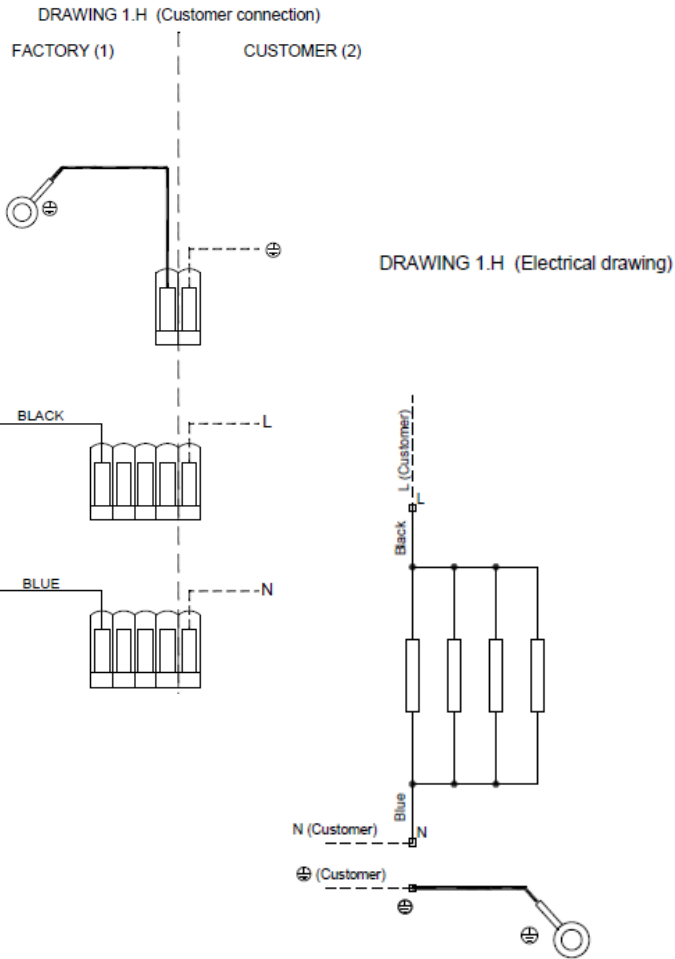 DRAWING 1.H (Customer connection)
FACTORY (1)
CUSTOMER (2)
DRAWING 1.H (Electrical drawing)
BLACK
L
L (Customer)
L
Black
BLUE
N
Blue
N (Customer)
N
(Customer)